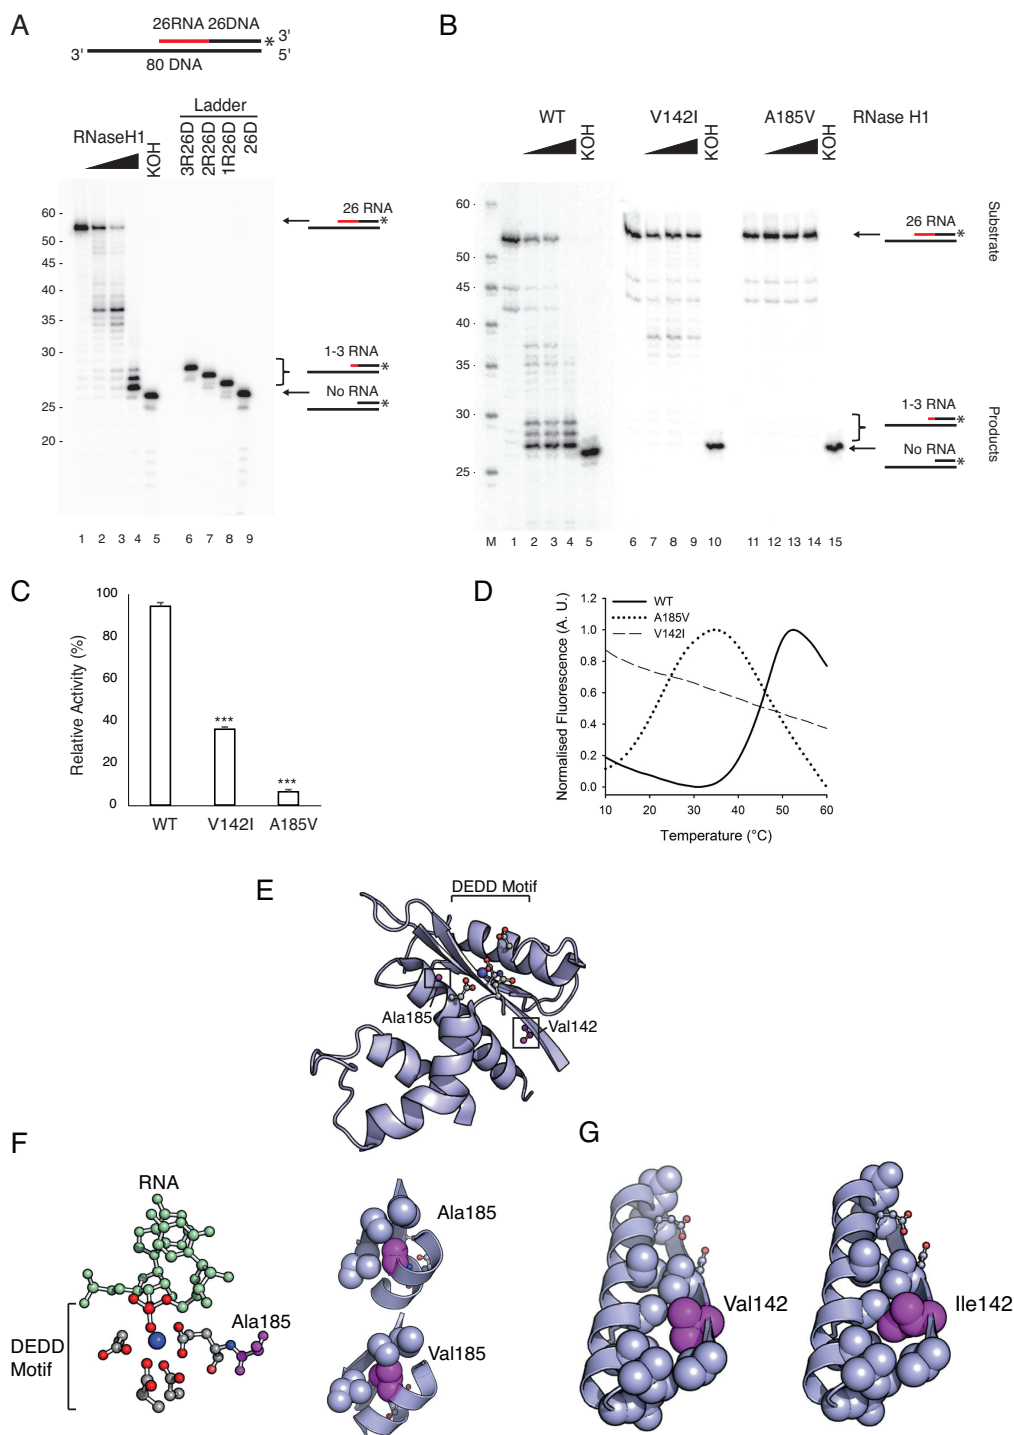 A
26RNA 26DNA
3'
*
3'
5'
80 DNA
Ladder
RNaseH1
KOH
3R26D
2R26D
1R26D
26D
60 -
50 -
45 -
40 -
30 -
25 -
20 -
26 RNA
*
1-3 RNA
*
No RNA
*
1 2 3 4 5 6 7 8 9
B
WT V142I A185V RNase H1
KOH KOH KOH
60
50
45
40
35
30
25
26 RNA
*
Substrate
1-3 RNA
*
No RNA
*
Products
M 1 2 3 4 5 6 7 8 9 10 11 12 13 14 15
C
Relative Activity (%)
100
80
60
40
20
0
***
***
WT V142I A185V
D
Normalised Fluorescence (A. U.)
1.2
1.0
0.8
0.6
0.4
0.2
0.0
WT
A185V
V142I
10 20 30 40 50 60
Temperature (°C)
E
DEDD Motif
Ala185
Val142
F
RNA
Ala185
DEDD
Motif
Ala185
Val185
G
Val142
Ile142